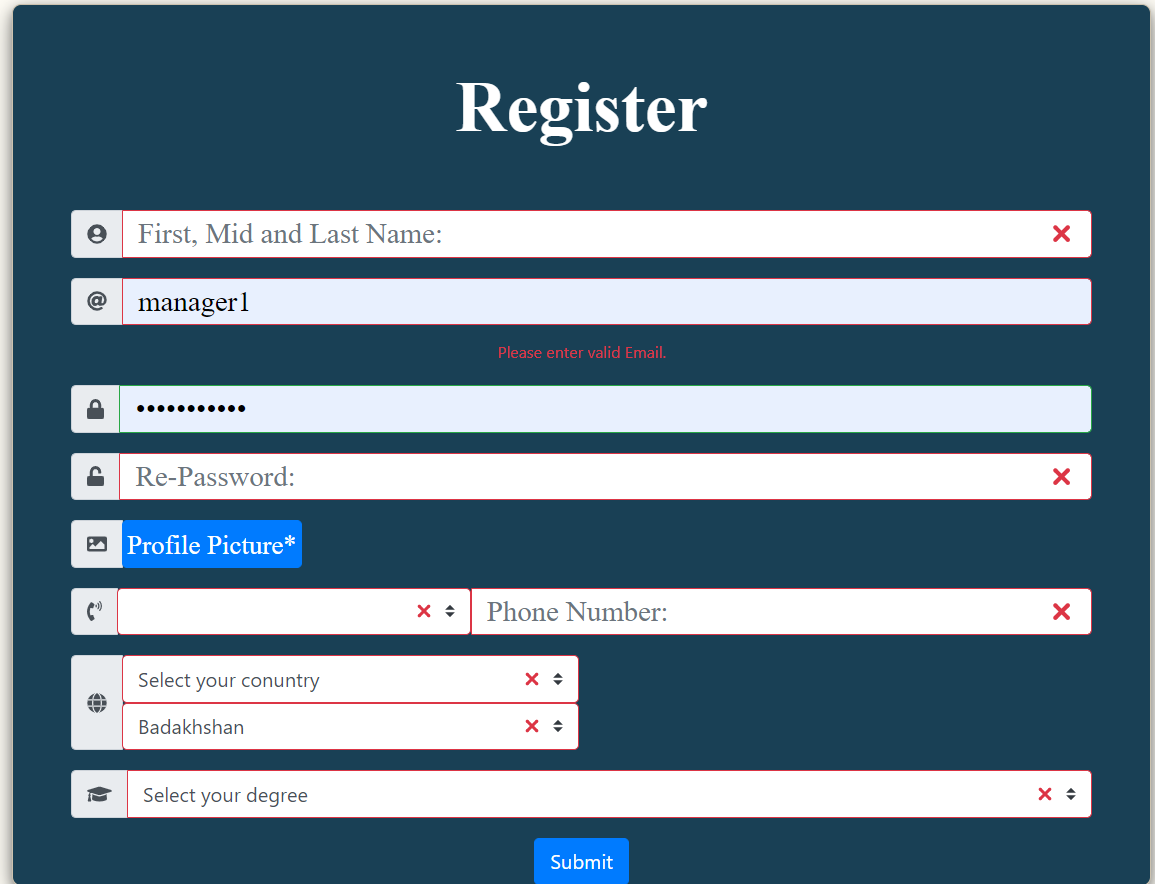 Register
First, Mid and Last Name:
@ manager1
Please enter valid Email.
•••••••••••
Re-Password:
Profile Picture*
Phone Number:
Select your conuntry
Badakhshan
Select your degree
Submit